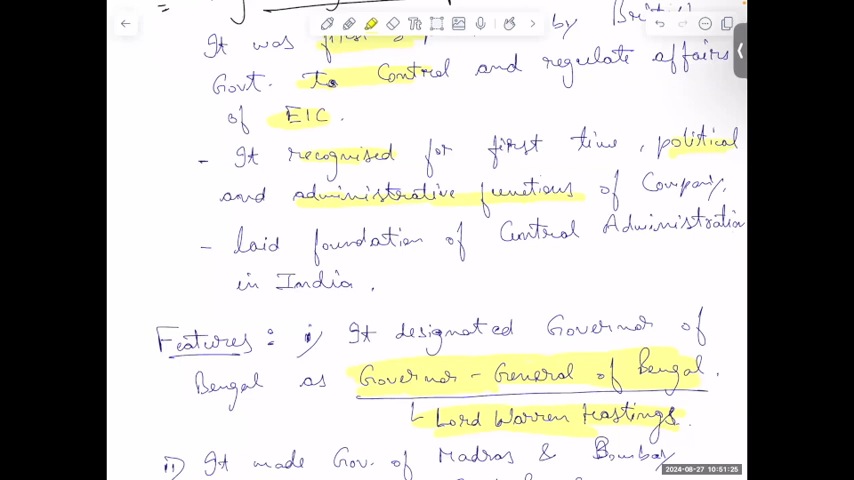 It was first by British
Govt. to Control and regulate affairs
of EIC.
- It recognised for first time, political
and administrative functions of Company.
- laid foundation of Central Administration
in India.
Features : i) It designated Governor of
Bengal as Governor - General of Bengal.
Lord Warren Hastings.
ii) It made Gov. of Madras & Bombay
2024-08-27 10:51:25